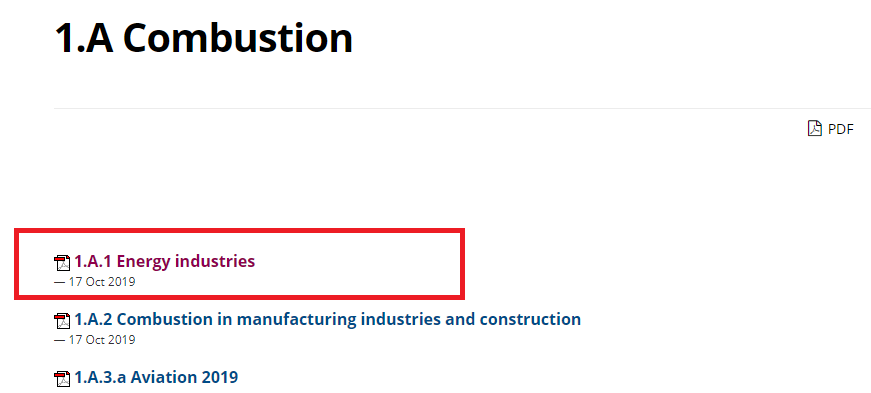 1.A Combustion
PDF
1.A.1 Energy industries
— 17 Oct 2019
1.A.2 Combustion in manufacturing industries and construction
— 17 Oct 2019
1.A.3.a Aviation 2019